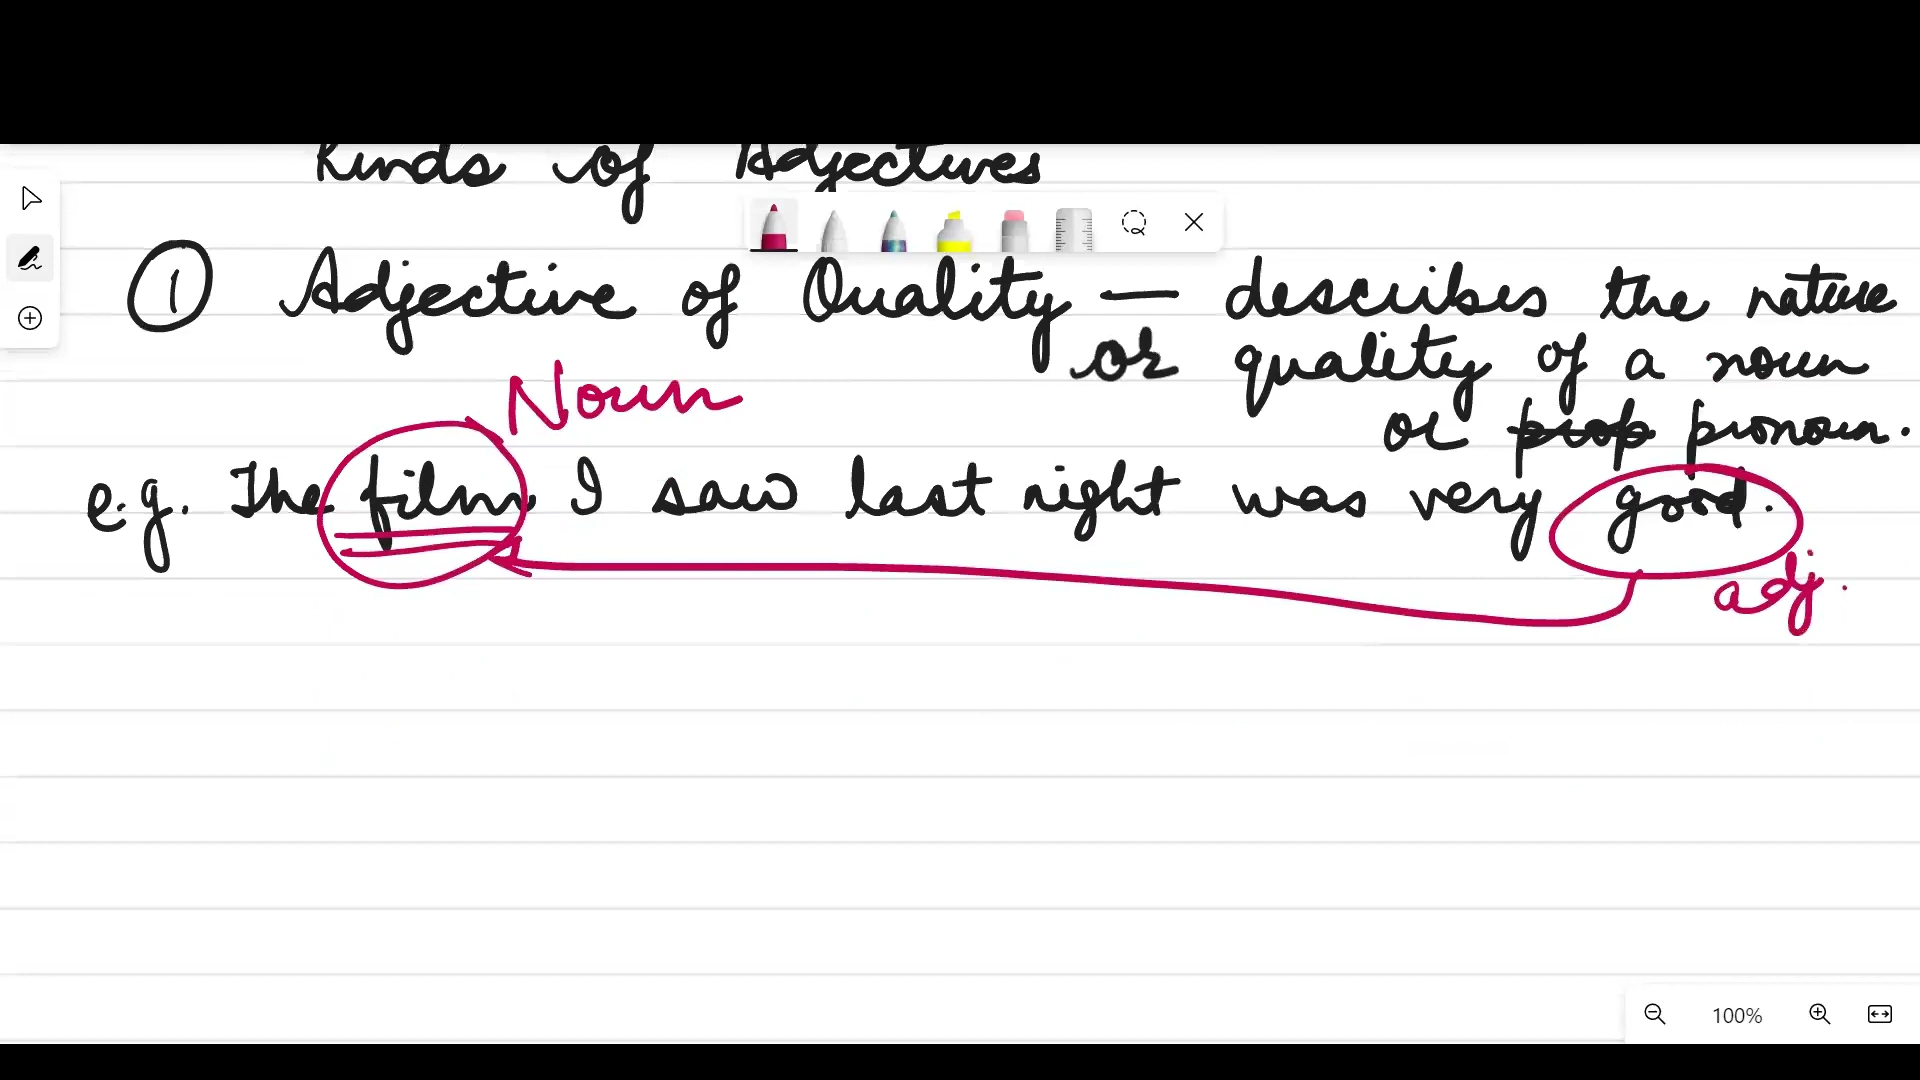 Kinds of Adjectives
① Adjective of Quality — describes the nature
or quality of a noun
or prop pronoun.
Noun
e.g. The film I saw last night was very good.
adj.
100%